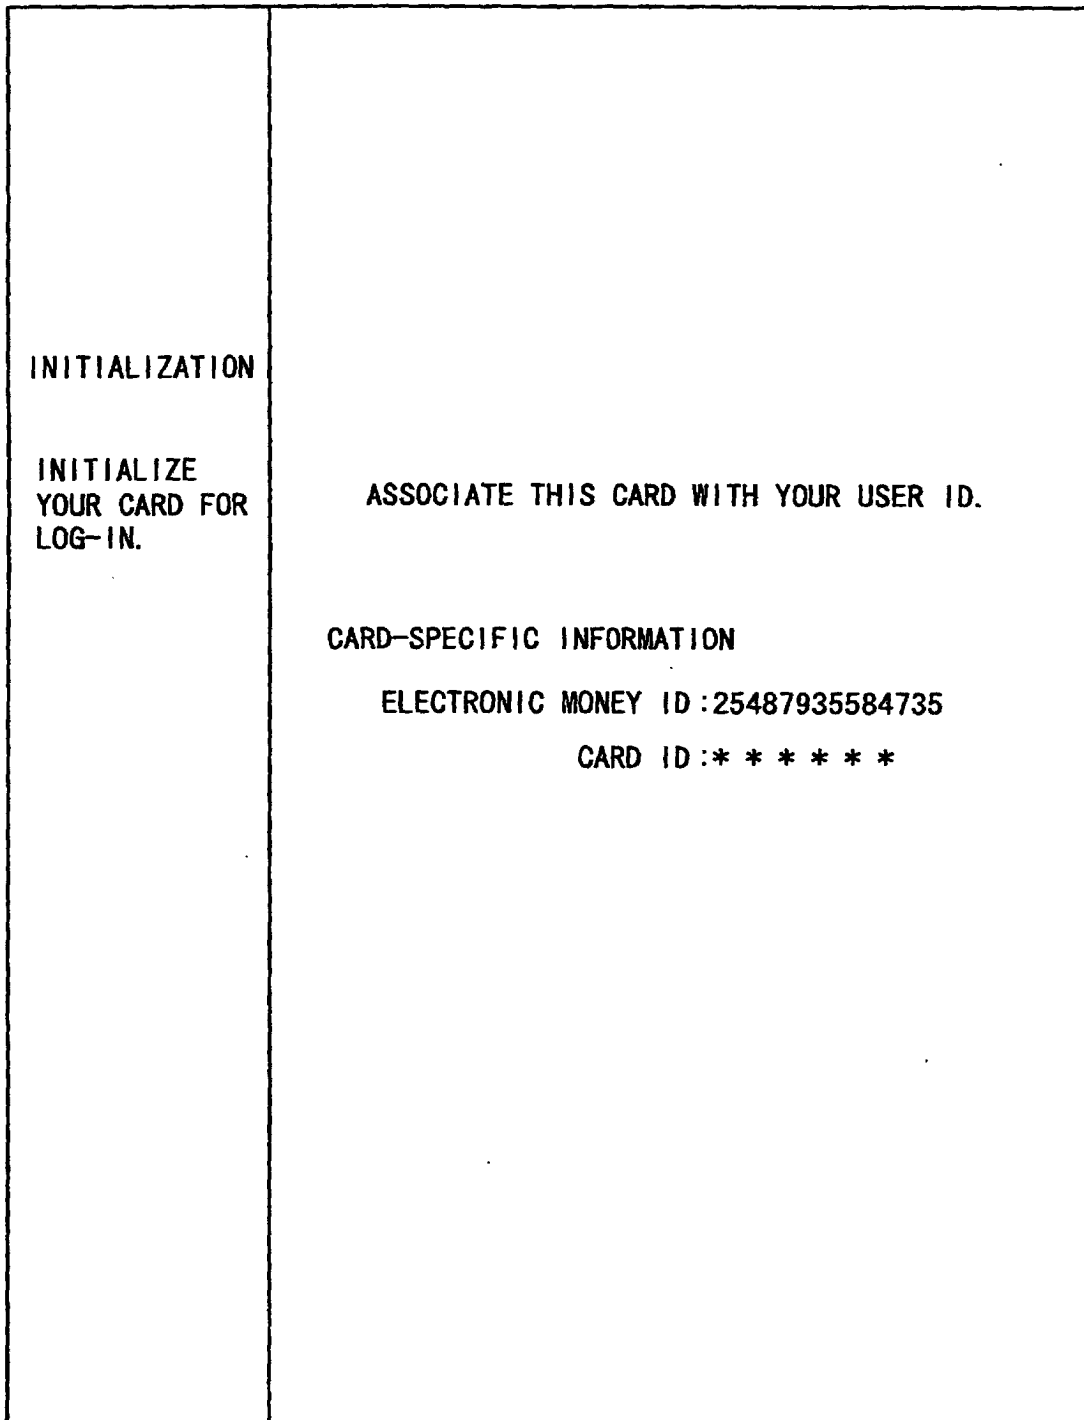 INITIALIZATION
INITIALIZE
YOUR CARD FOR
LOG-IN.
ASSOCIATE THIS CARD WITH YOUR USER ID.
CARD-SPECIFIC INFORMATION
ELECTRONIC MONEY ID:25487935584735
CARD ID:* * * * * *